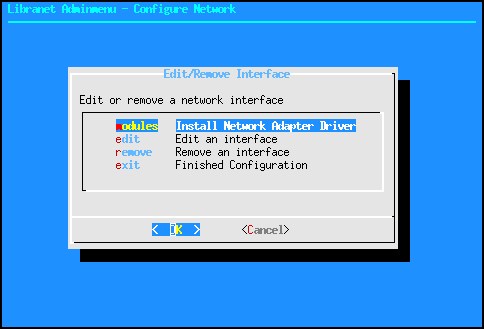 Libranet Adminmenu - Configure Network
Edit/Remove Interface
Edit or remove a network interface
modules Install Network Adapter Driver
edit Edit an interface
remove Remove an interface
exit Finished Configuration
< OK > <Cancel>